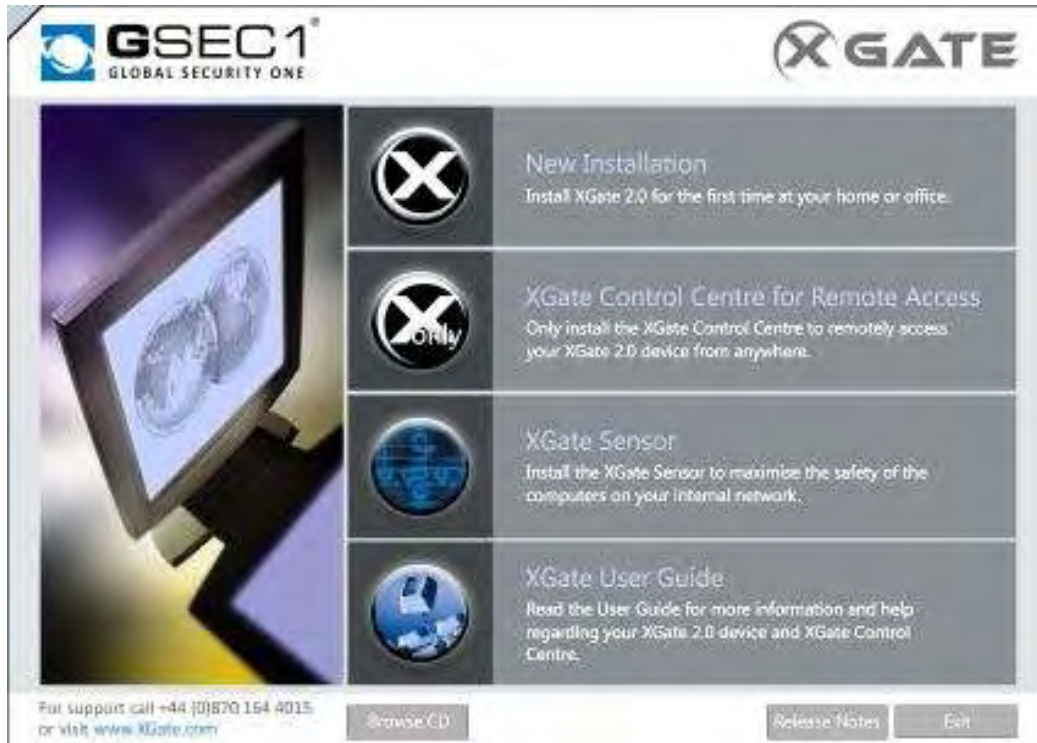 GSEC1®
GLOBAL SECURITY ONE
XGATE
New Installation
Install XGate 2.0 for the first time at your home or office.
XGate Control Centre for Remote Access
Only install the XGate Control Centre to remotely access
your XGate 2.0 device from anywhere.
Only
XGate Sensor
Install the XGate Sensor to maximise the safety of the
computers on your internal network.
XGate User Guide
Read the User Guide for more information and help
regarding your XGate 2.0 device and XGate Control
Centre.
For support call +44 (0)870 164 4015
or visit www.XGate.com
Browse CD
Release Notes
Exit